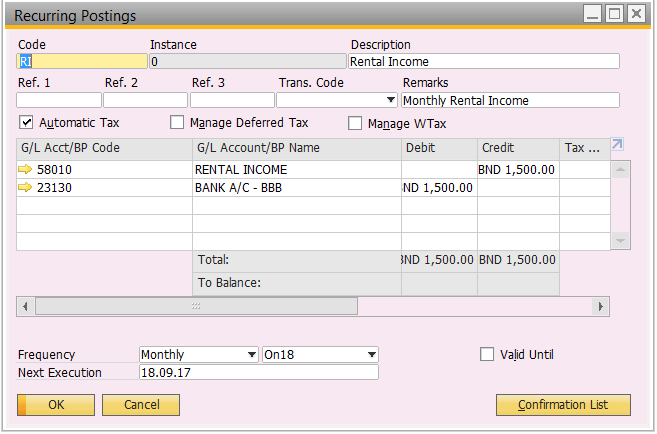 Recurring Postings
Code Instance Description
RI 0 Rental Income
Ref. 1 Ref. 2 Ref. 3 Trans. Code Remarks
Monthly Rental Income
Automatic Tax Manage Deferred Tax Manage WTax
G/L Acct/BP Code G/L Account/BP Name Debit Credit Tax ...
58010 RENTAL INCOME BND 1,500.00
23130 BANK A/C - BBB BND 1,500.00
Total: BND 1,500.00 BND 1,500.00
To Balance:
Frequency Monthly On18 Valid Until
Next Execution 18.09.17
OK Cancel Confirmation List